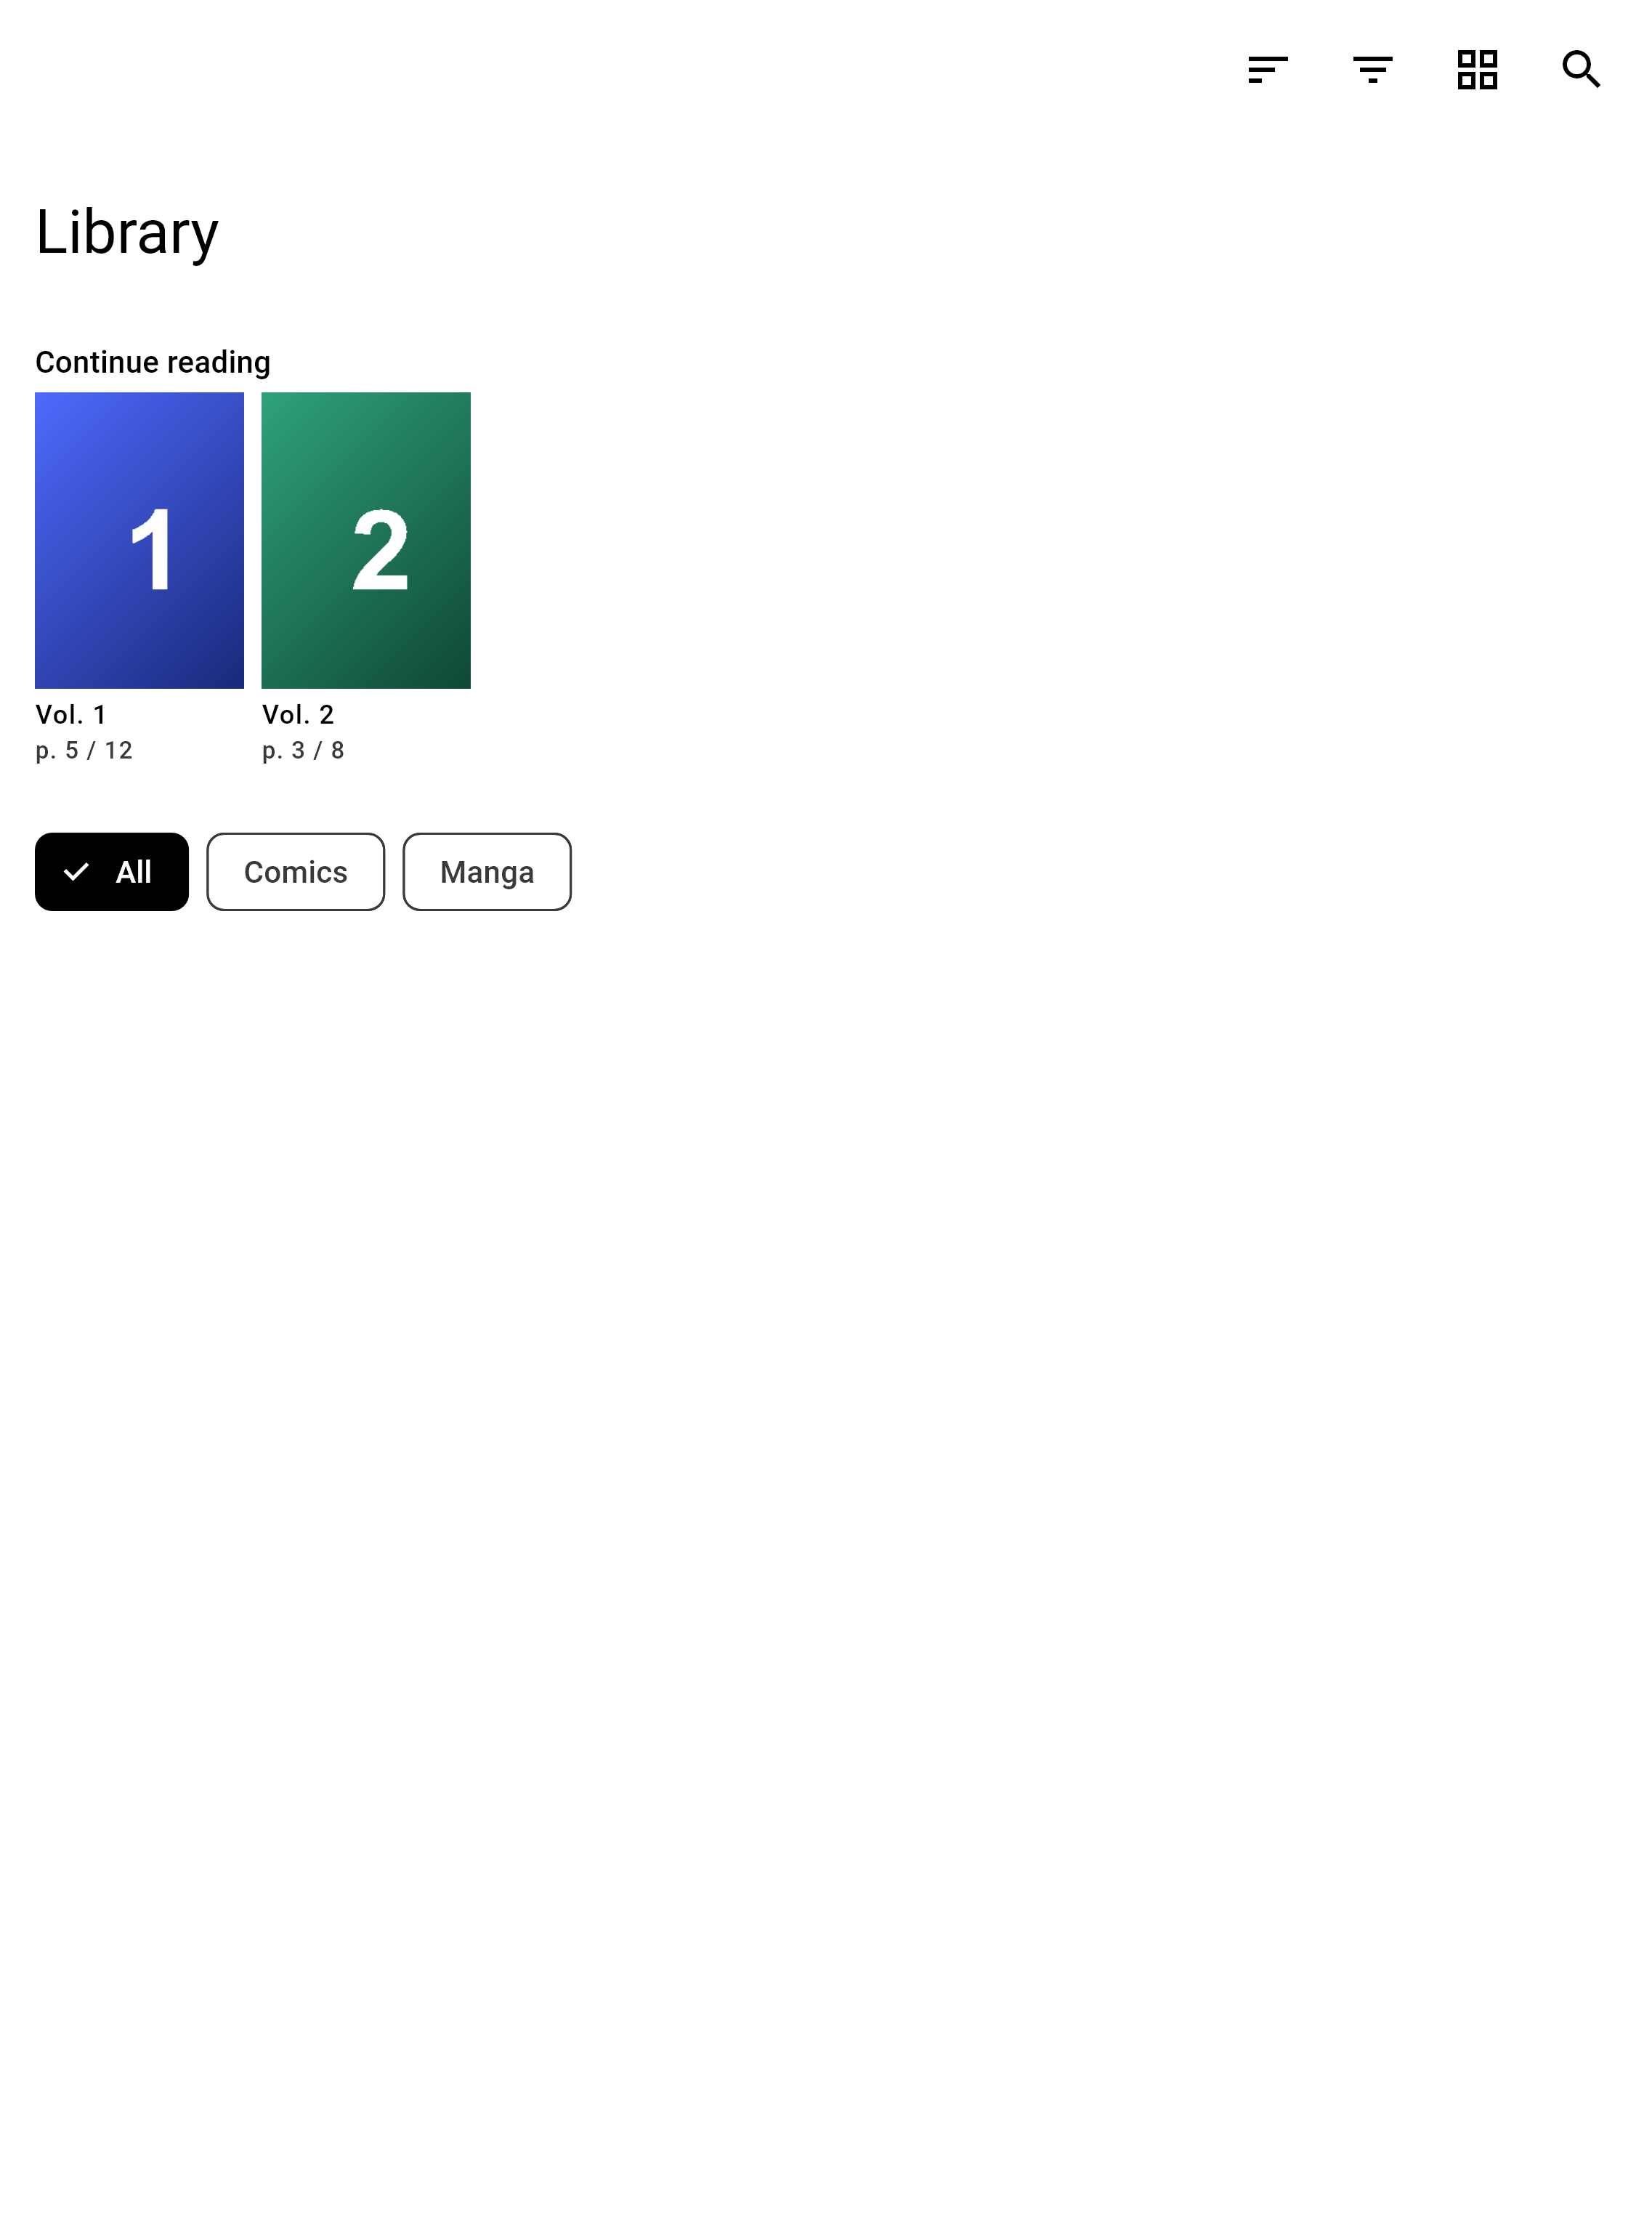 Library
Continue reading
1 2
Vol. 1 Vol. 2
p. 5 / 12 p. 3 / 8
All Comics Manga